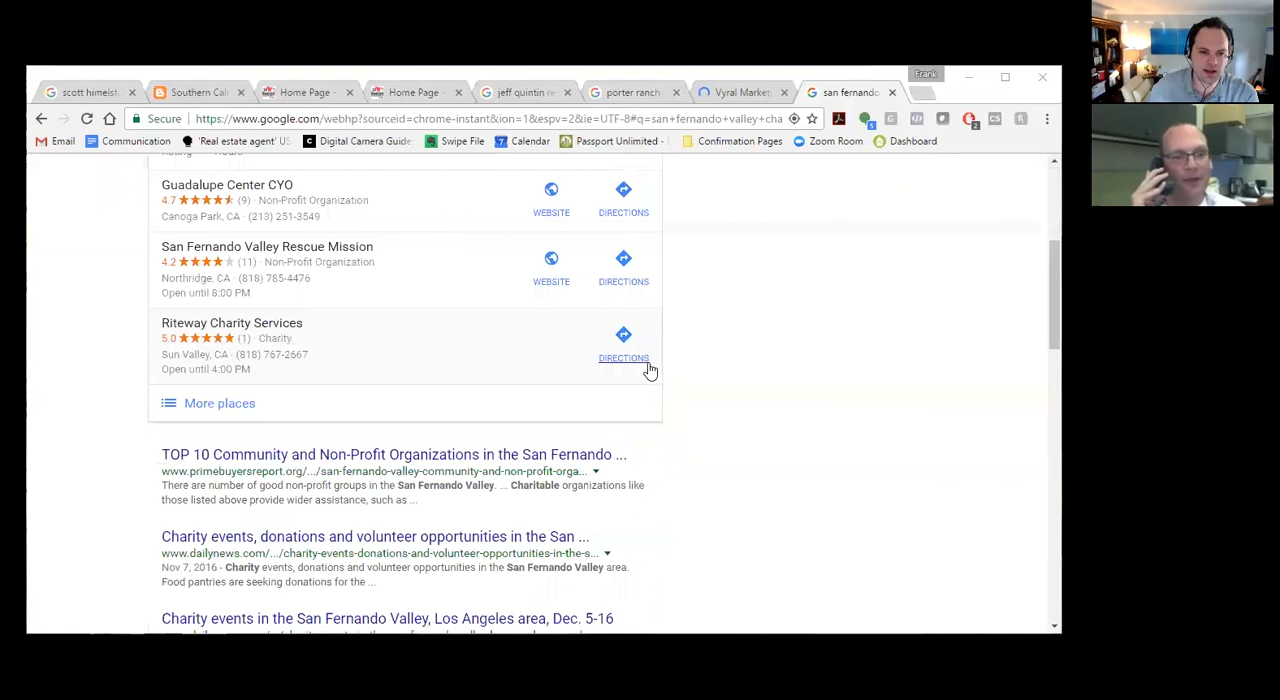 Frank
scott himelst
Southern Cali
Home Page -
Home Page -
jeff quintin re
porter ranch
Vyral Market
san fernando
Secure
https://www.google.com/webhp?sourceid=chrome-instant&ion=1&espv=2&ie=UTF-8#q=san+fernando+valley+cha
Email
Communication
'Real estate agent' US
Digital Camera Guide
Swipe File
Calendar
Passport Unlimited -
Confirmation Pages
Zoom Room
Dashboard
Guadalupe Center CYO
4.7 ★★★★★ (9) · Non-Profit Organization
Canoga Park, CA · (213) 251-3549
WEBSITE
DIRECTIONS
San Fernando Valley Rescue Mission
4.2 ★★★★★ (11) · Non-Profit Organization
Northridge, CA · (818) 785-4476
Open until 8:00 PM
WEBSITE
DIRECTIONS
Riteway Charity Services
5.0 ★★★★★ (1) · Charity
Sun Valley, CA · (818) 767-2667
Open until 4:00 PM
DIRECTIONS
More places
TOP 10 Community and Non-Profit Organizations in the San Fernando ...
www.primebuyersreport.org/.../san-fernando-valley-community-and-non-profit-orga...
There are number of good non-profit groups in the San Fernando Valley. ... Charitable organizations like
those listed above provide wider assistance, such as ...
Charity events, donations and volunteer opportunities in the San ...
www.dailynews.com/.../charity-events-donations-and-volunteer-opportunities-in-the-s...
Nov 7, 2016 - Charity events, donations and volunteer opportunities in the San Fernando Valley area.
Food pantries are seeking donations for the ...
Charity events in the San Fernando Valley, Los Angeles area, Dec. 5-16